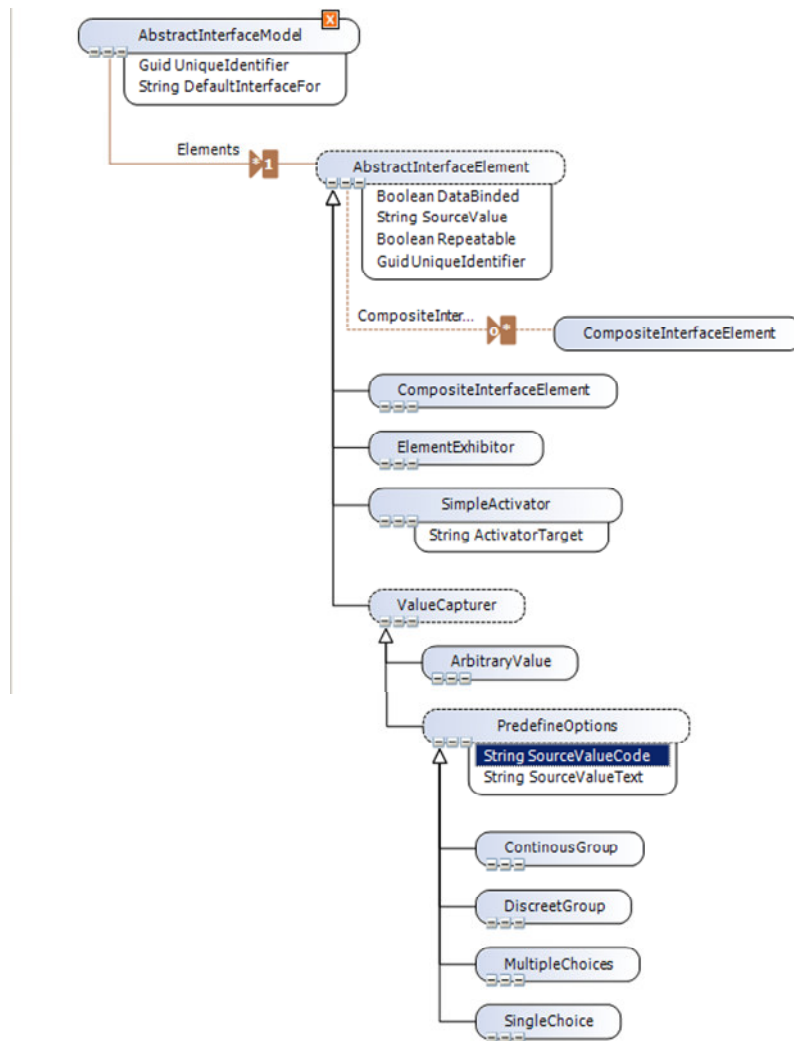 X
AbstractInterfaceModel
Guid UniqueIdentifier
String DefaultInterfaceFor
Elements
* 1
AbstractInterfaceElement
Boolean DataBinded
String SourceValue
Boolean Repeatable
Guid UniqueIdentifier
CompositeInter...
0 *
CompositeInterfaceElement
CompositeInterfaceElement
ElementExhibitor
SimpleActivator
String ActivatorTarget
ValueCapturer
ArbitraryValue
PredefineOptions
String SourceValueCode
String SourceValueText
ContinousGroup
DiscreetGroup
MultipleChoices
SingleChoice